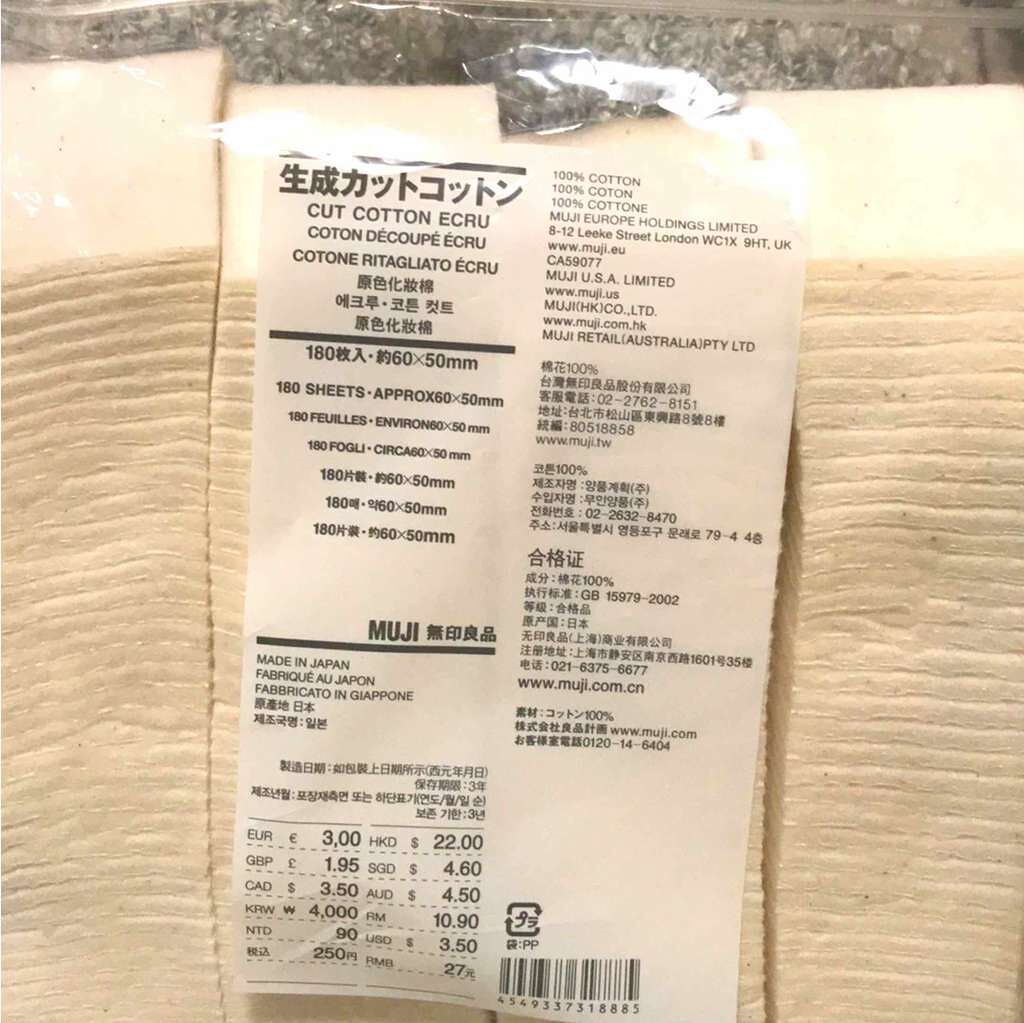 生成カットコットン
CUT COTTON ECRU
COTON DÉCOUPÉ ÉCRU
COTONE RITAGLIATO ÉCRU
原色化妝棉
에크루・코튼 컷트
原色化妝棉
180枚入・約60×50mm
180 SHEETS・APPROX60×50mm
180 FEUILLES・ENVIRON60×50 mm
180 FOGLI・CIRCA60×50 mm
180片裝・約60×50mm
180매・약60×50mm
180片装・约60×50mm
MUJI 無印良品
MADE IN JAPAN
FABRIQUÉ AU JAPON
FABBRICATO IN GIAPPONE
原產地 日本
제조국명：일본
製造日期：如包裝上日期所示(西元年月日)
保存期限：3年
제조년월：포장재측면 또는 하단표기(연도/월/일 순)
보존 기한：3년
EUR € 3,00 HKD $ 22.00
GBP £ 1.95 SGD $ 4.60
CAD $ 3.50 AUD $ 4.50
KRW ₩ 4,000 RM 10.90
NTD 90 USD $ 3.50
税込 250円 RMB 27元
100% COTTON
100% COTON
100% COTTONE
MUJI EUROPE HOLDINGS LIMITED
8-12 Leeke Street London WC1X 9HT, UK
www.muji.eu
CA59077
MUJI U.S.A. LIMITED
www.muji.us
MUJI(HK)CO.,LTD.
www.muji.com.hk
MUJI RETAIL(AUSTRALIA)PTY LTD
棉花100%
台灣無印良品股份有限公司
客服電話：02-2762-8151
地址：台北市松山區東興路8號8樓
統編：80518858
www.muji.tw
코튼100%
제조자명：양품계획(주)
수입자명：무인양품(주)
전화번호：02-2632-8470
주소：서울특별시 영등포구 문래로 79-4 4층
合格证
成分：棉花100%
执行标准：GB 15979-2002
等级：合格品
原产国：日本
无印良品(上海)商业有限公司
注册地址：上海市静安区南京西路1601号35楼
电话：021-6375-6677
www.muji.com.cn
素材：コットン100%
株式会社良品計画 www.muji.com
お客様室電話0120-14-6404
プラ
袋：PP
4549337318885